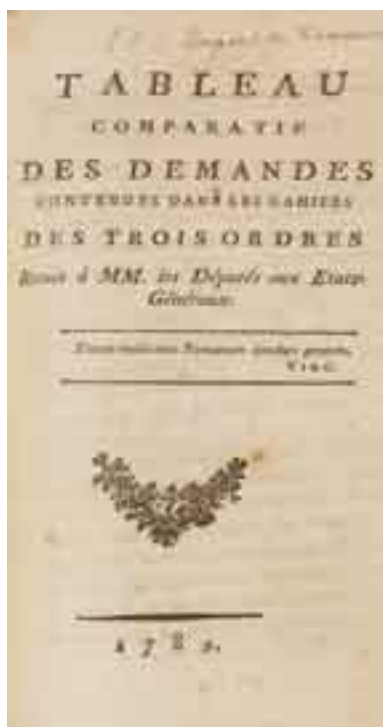 TABLEAU
COMPARATIF
DES DEMANDES
CONTENUES DANS LES CAHIERS
DES TROIS ORDRES
Remis à MM. les Députés aux Etats-
Généraux.
VIRG.
1789.